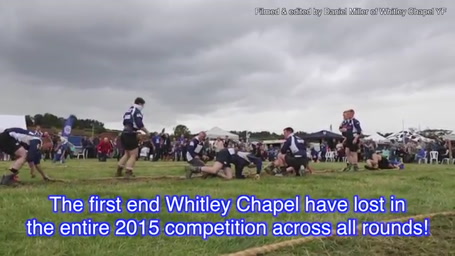 Filmed & edited by Daniel Miller of Whitley Chapel YF
The first end Whitley Chapel have lost in
the entire 2015 competition across all rounds!